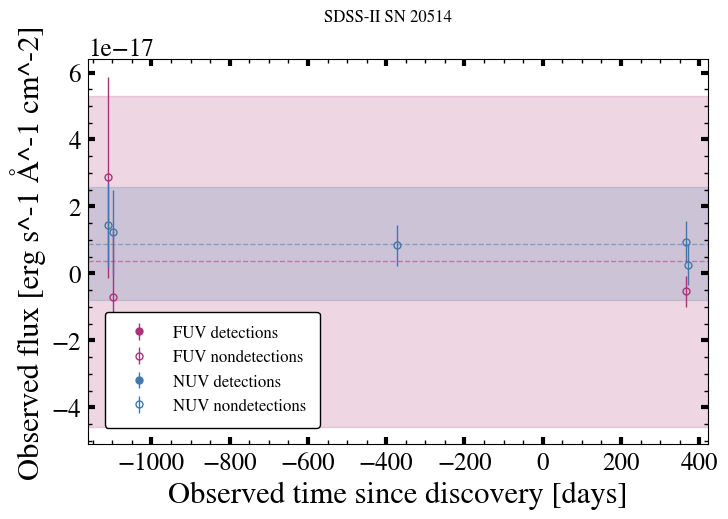 SDSS-II SN 20514
1e−17
Observed flux [erg s^-1 Å^-1 cm^-2]
6
4
2
0
−2
−4
FUV detections
FUV nondetections
NUV detections
NUV nondetections
−1000 −800 −600 −400 −200 0 200 400
Observed time since discovery [days]